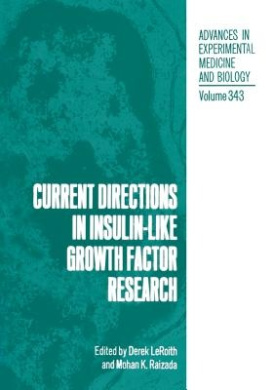 ADVANCES IN
EXPERIMENTAL
MEDICINE
AND BIOLOGY
Volume 343
CURRENT DIRECTIONS
IN INSULIN-LIKE
GROWTH FACTOR
RESEARCH
Edited by Derek LeRoith
and Mohan K. Raizada